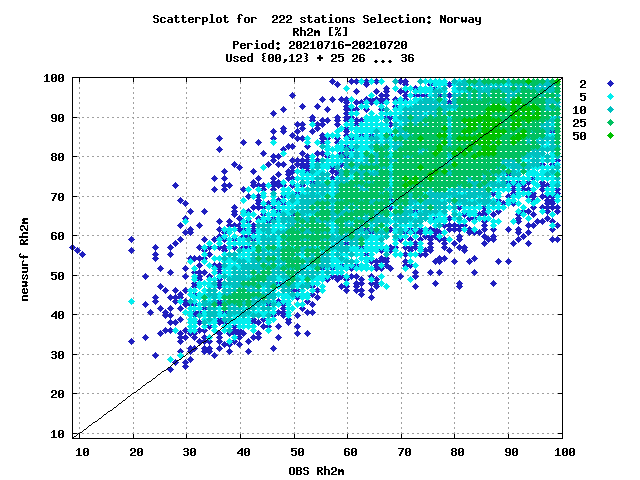 Scatterplot for  222 stations Selection: Norway
Rh2m [%]
Period: 20210716-20210720
Used {00,12} + 25 26 ... 36
100
90
80
70
60
50
40
30
20
10
newsurf Rh2m
10 20 30 40 50 60 70 80 90 100
OBS Rh2m
2
5
10
25
50